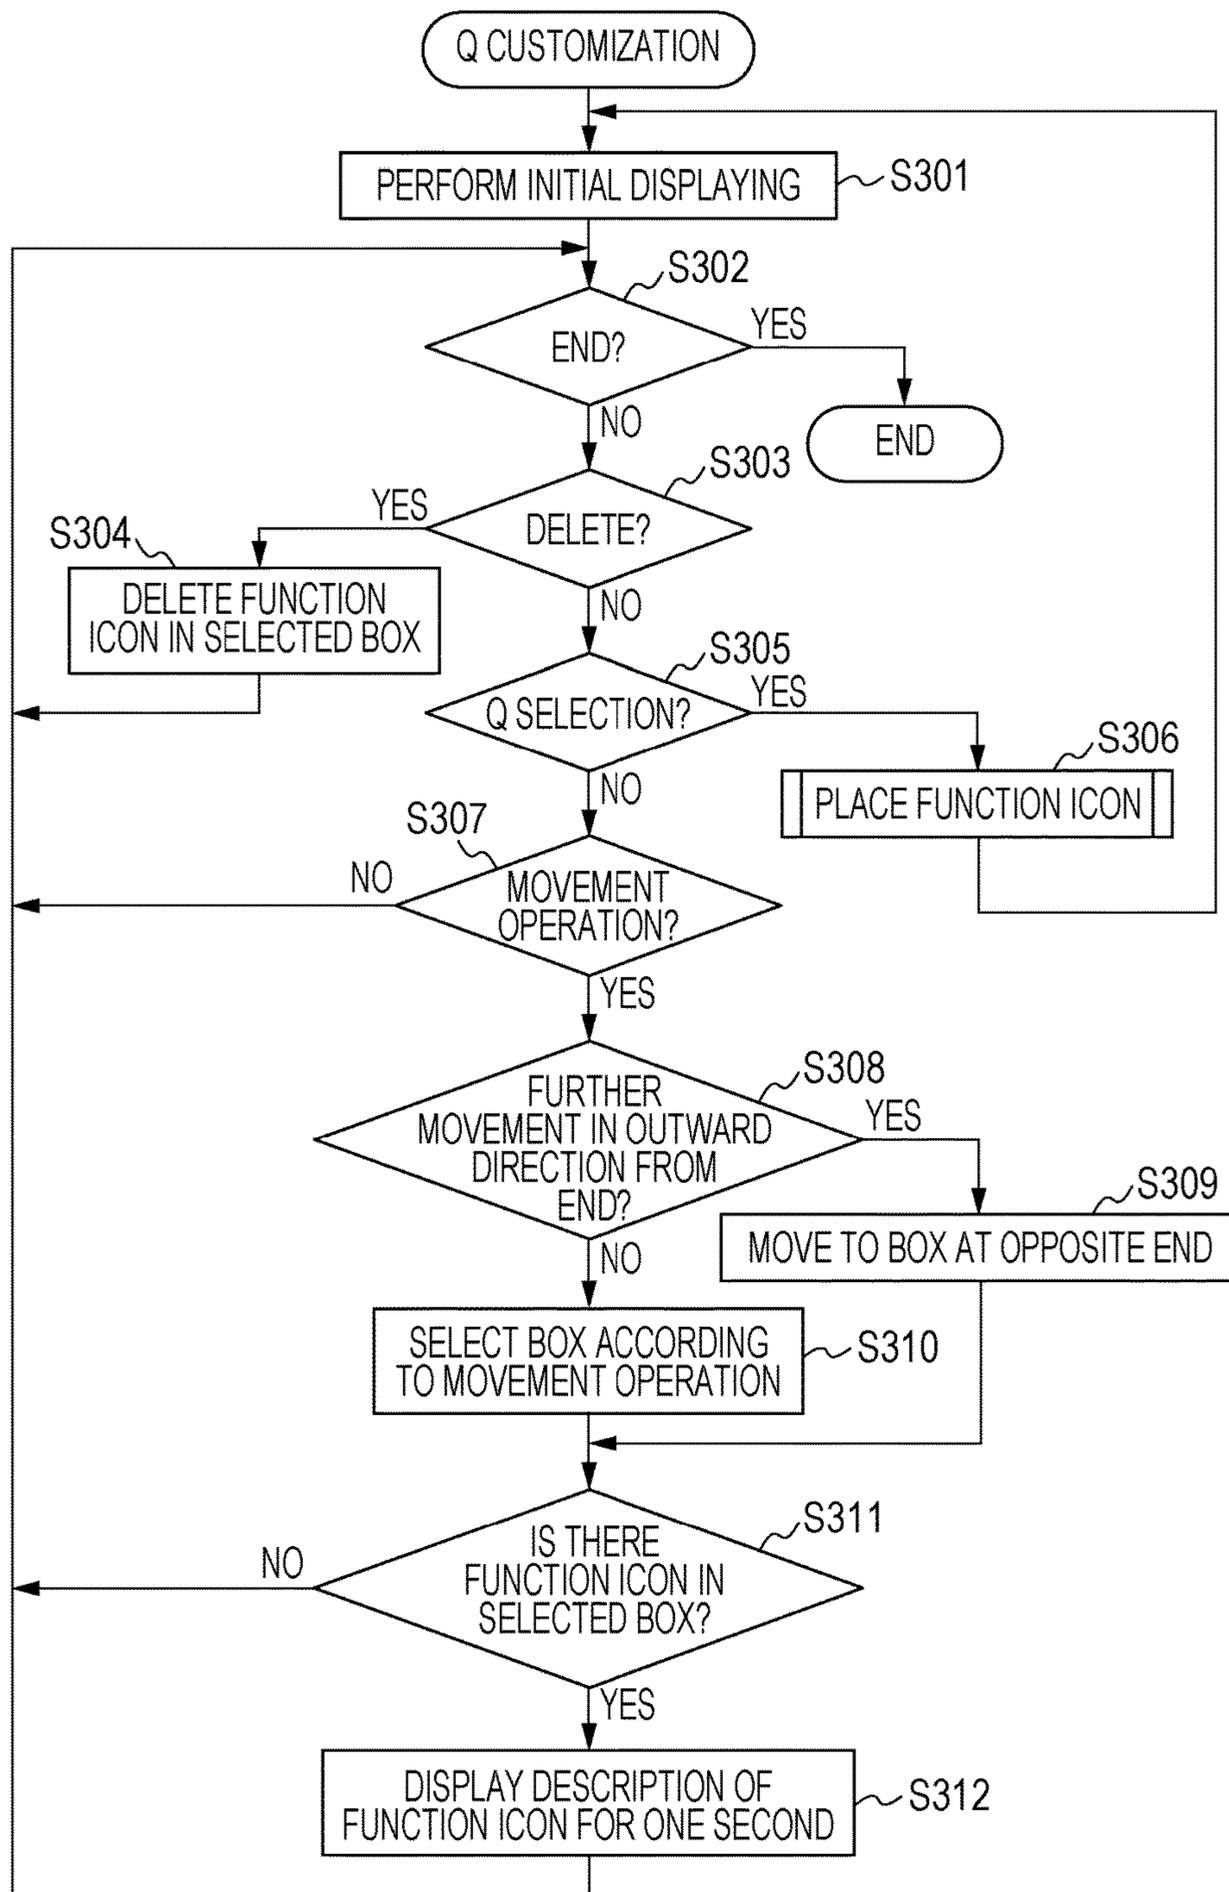 Q CUSTOMIZATION
PERFORM INITIAL DISPLAYING
S301
S302
END?
YES
NO
END
S303
DELETE?
YES
S304
DELETE FUNCTION
ICON IN SELECTED BOX
NO
S305
Q SELECTION?
YES
S306
PLACE FUNCTION ICON
NO
S307
MOVEMENT
OPERATION?
NO
YES
S308
FURTHER
MOVEMENT IN OUTWARD
DIRECTION FROM
END?
YES
S309
MOVE TO BOX AT OPPOSITE END
NO
SELECT BOX ACCORDING
TO MOVEMENT OPERATION
S310
S311
IS THERE
FUNCTION ICON IN
SELECTED BOX?
NO
YES
DISPLAY DESCRIPTION OF
FUNCTION ICON FOR ONE SECOND
S312